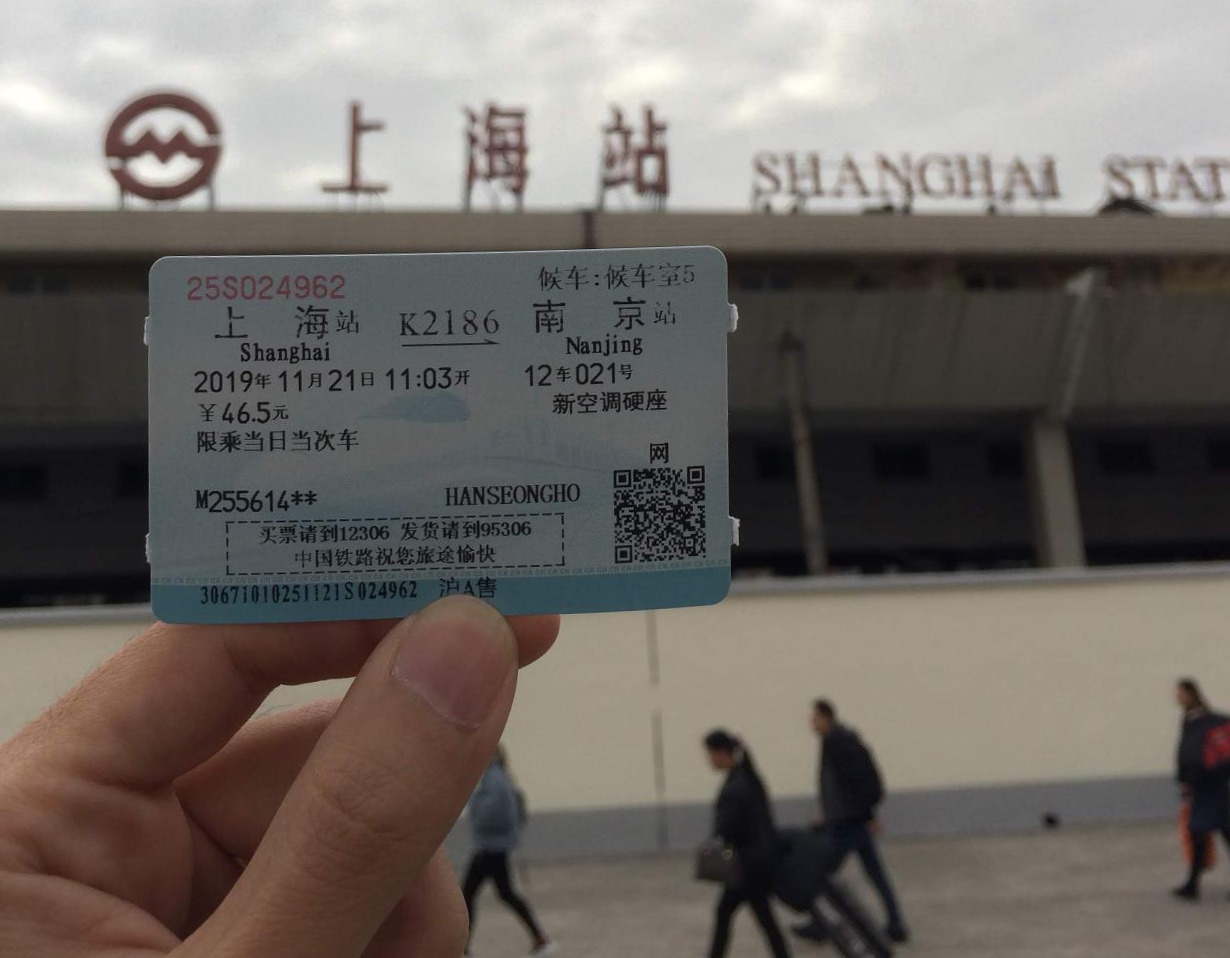 上海站 SHANGHAI STAT
25S024962 候车:候车室5
上海站 K2186 南京站
Shanghai Nanjing
2019年11月21日11:03开 12车021号
￥46.5元 新空调硬座
限乘当日当次车
网
M255614** HANSEONGHO
买票请到12306 发货请到95306
中国铁路祝您旅途愉快
30671010251121S024962 沪A售